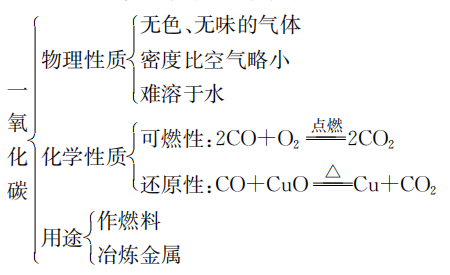 一氧化碳
物理性质
无色、无味的气体
密度比空气略小
难溶于水
化学性质
可燃性:2CO+O₂ 点燃 2CO₂
还原性:CO+CuO △ Cu+CO₂
用途
作燃料
冶炼金属